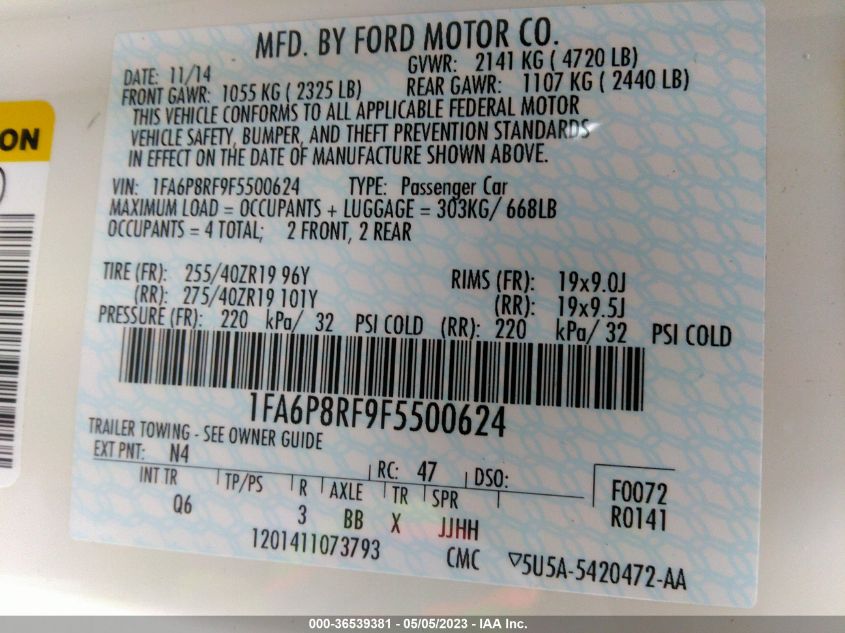 MFD. BY FORD MOTOR CO.
DATE: 11/14 GVWR: 2141 KG ( 4720 LB)
FRONT GAWR: 1055 KG ( 2325 LB) REAR GAWR: 1107 KG ( 2440 LB)
THIS VEHICLE CONFORMS TO ALL APPLICABLE FEDERAL MOTOR
VEHICLE SAFETY, BUMPER, AND THEFT PREVENTION STANDARDS
IN EFFECT ON THE DATE OF MANUFACTURE SHOWN ABOVE.
ON
VIN: 1FA6P8RF9F5500624 TYPE: Passenger Car
MAXIMUM LOAD = OCCUPANTS + LUGGAGE = 303KG/ 668LB
OCCUPANTS = 4 TOTAL; 2 FRONT, 2 REAR
TIRE (FR): 255/40ZR19 96Y RIMS (FR): 19x9.0J
(RR): 275/40ZR19 101Y (RR): 19x9.5J
PRESSURE (FR): 220 kPa/ 32 PSI COLD (RR): 220 kPa/ 32 PSI COLD
1FA6P8RF9F5500624
TRAILER TOWING - SEE OWNER GUIDE
EXT PNT: N4 RC: 47 DSO:
INT TR TP/PS R AXLE TR SPR F0072
Q6 3 BB X JJHH R0141
1201411073793 CMC 5U5A-5420472-AA
000-36539381 - 05/05/2023 - IAA Inc.